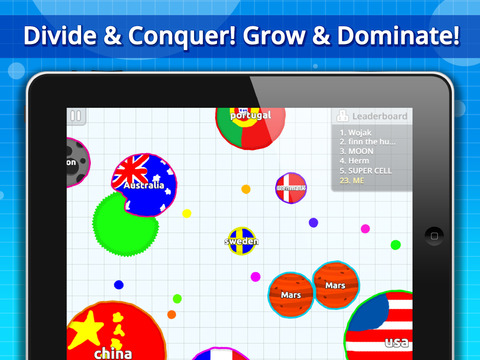 Divide & Conquer! Grow & Dominate!
portugal
Leaderboard
1. Wojak
2. finn the hu...
3. MOON
4. Herm
5. SUPER CELL
23. ME
on
Australia
sweden
Mars
Mars
usa
china